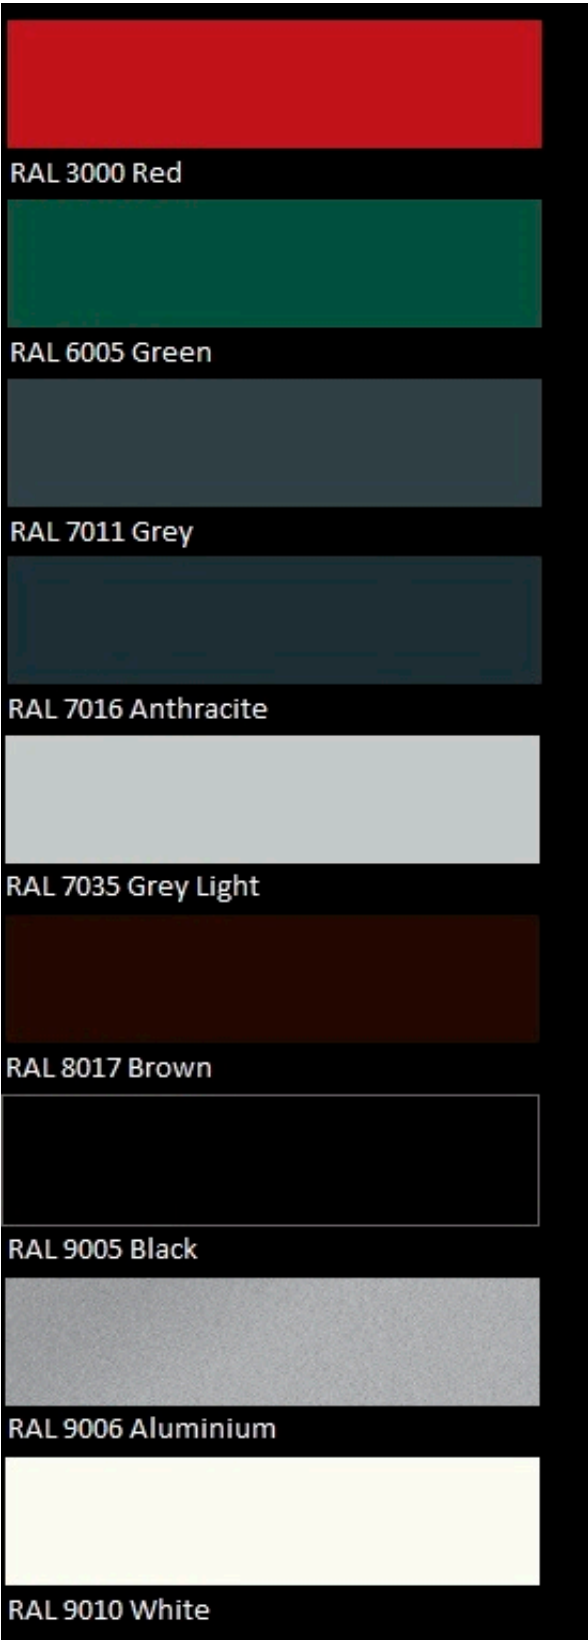 RAL 3000 Red
RAL 6005 Green
RAL 7011 Grey
RAL 7016 Anthracite
RAL 7035 Grey Light
RAL 8017 Brown
RAL 9005 Black
RAL 9006 Aluminium
RAL 9010 White